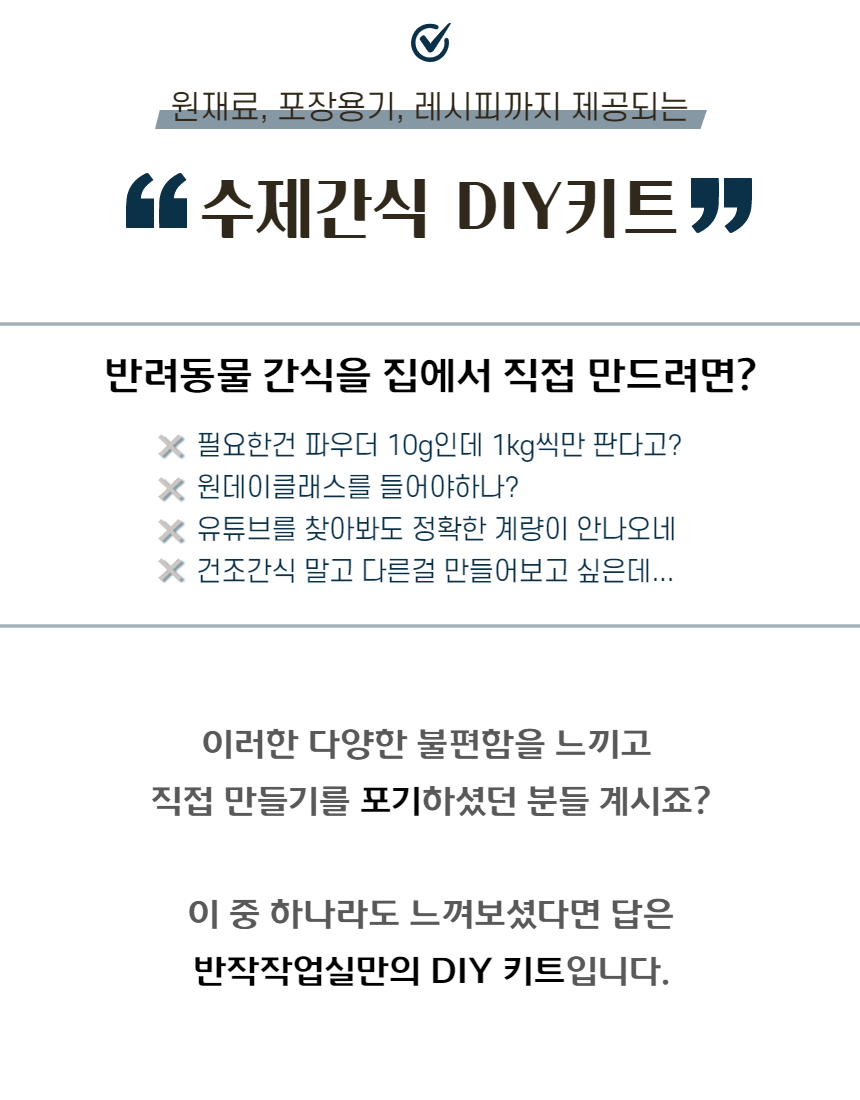 원재료, 포장용기, 레시피까지 제공되는
“수제간식 DIY키트”
반려동물 간식을 집에서 직접 만드려면?
필요한건 파우더 10g인데 1kg씩만 판다고?
원데이클래스를 들어야하나?
유튜브를 찾아봐도 정확한 계량이 안나오네
건조간식 말고 다른걸 만들어보고 싶은데...
이러한 다양한 불편함을 느끼고
직접 만들기를 포기하셨던 분들 계시죠?
이 중 하나라도 느껴보셨다면 답은
반작작업실만의 DIY 키트입니다.